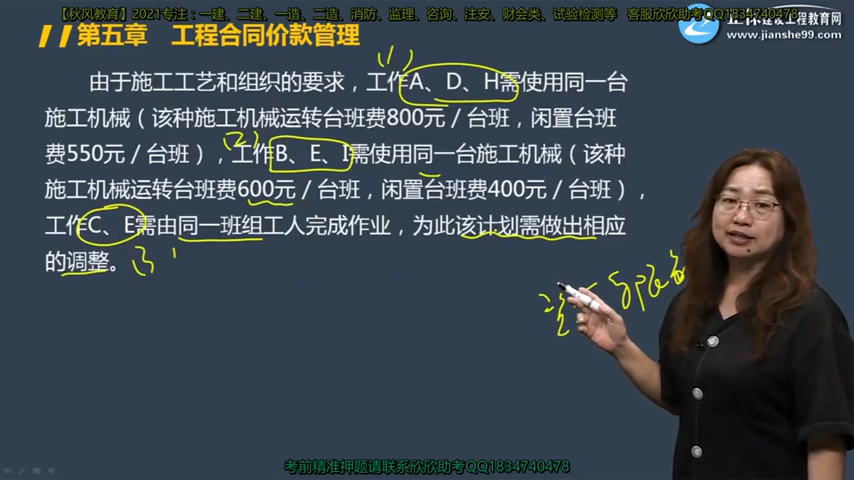 【秋风教育】2021专注：一建、二建、一造、二造、消防、监理、咨询、注安、财会类、试验检测等 客服欣欣助考QQ1834740478
第五章 工程合同价款管理
建设工程教育网
www.jianshe99.com
(1)
由于施工工艺和组织的要求，工作A、D、H需使用同一台
施工机械（该种施工机械运转台班费800元／台班，闲置台班
(2)
费550元／台班），工作B、E、I需使用同一台施工机械（该种
施工机械运转台班费600元／台班，闲置台班费400元／台班），
工作C、E需由同一班组工人完成作业，为此该计划需做出相应
的调整。
考前精准押题请联系欣欣助考QQ1834740478